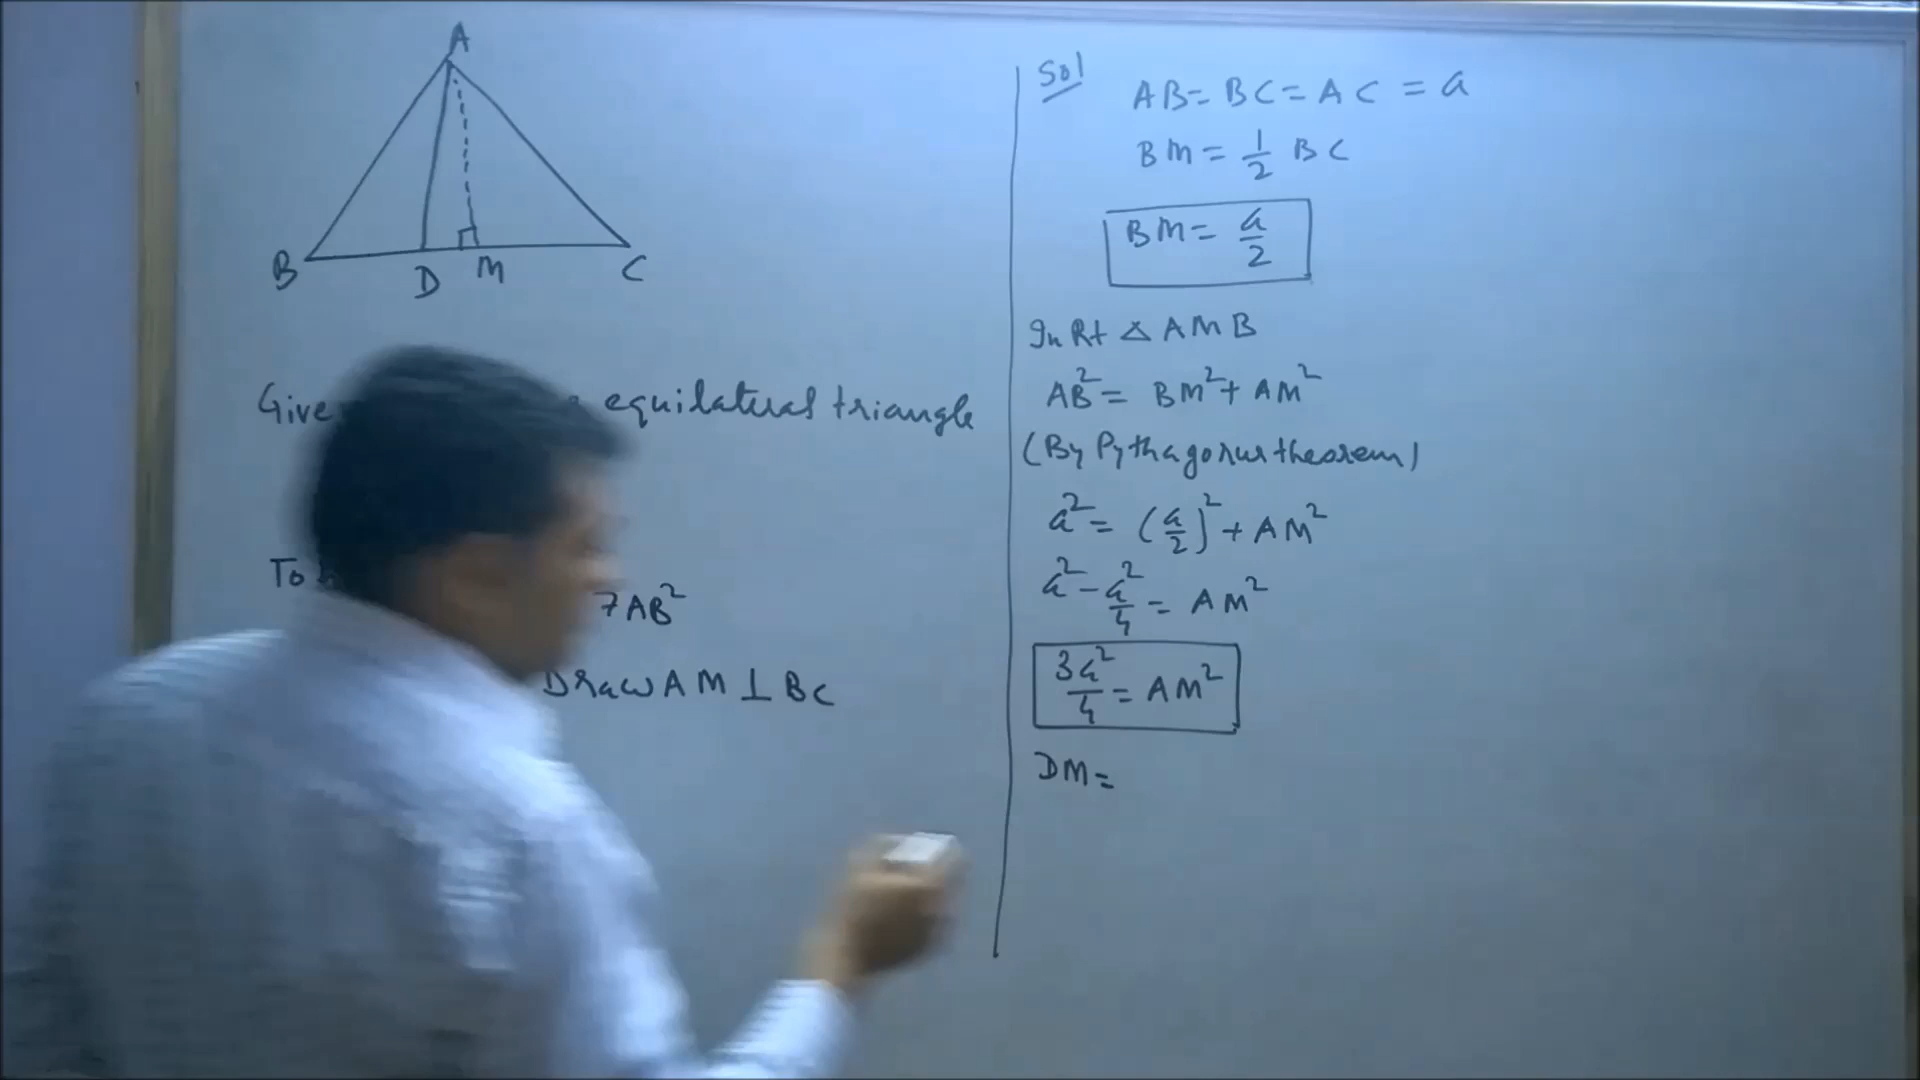 A
B
D
M
C
Give
equilateral triangle
To
7AB²
Draw AM ⊥ BC
Sol
AB = BC = AC = a
BM = 1/2 BC
BM = a/2
In Rt △ AMB
AB² = BM² + AM²
(By Pythagorus theorem)
a² = (a/2)² + AM²
a² - a²/4 = AM²
3a²/4 = AM²
DM =